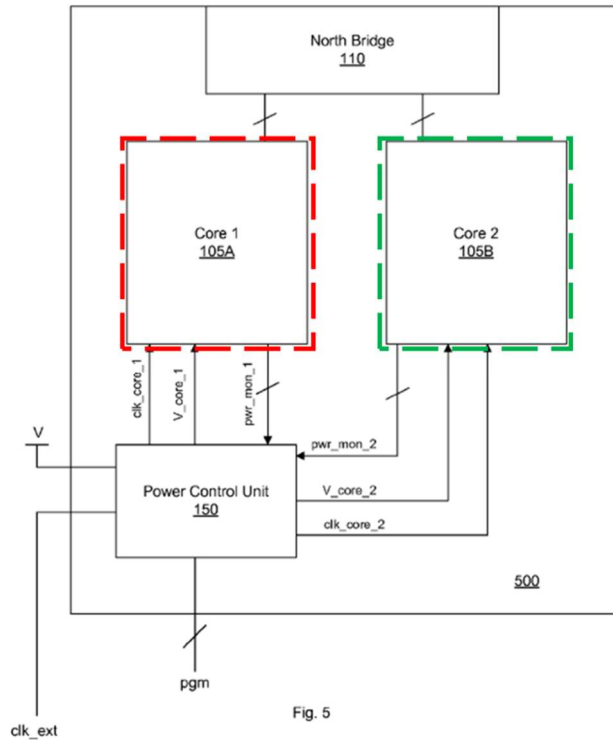 North Bridge
110
Core 1
105A
Core 2
105B
clk_core_1
V_core_1
pwr_mon_1
pwr_mon_2
V
Power Control Unit
150
V_core_2
clk_core_2
500
pgm
Fig. 5
clk_ext